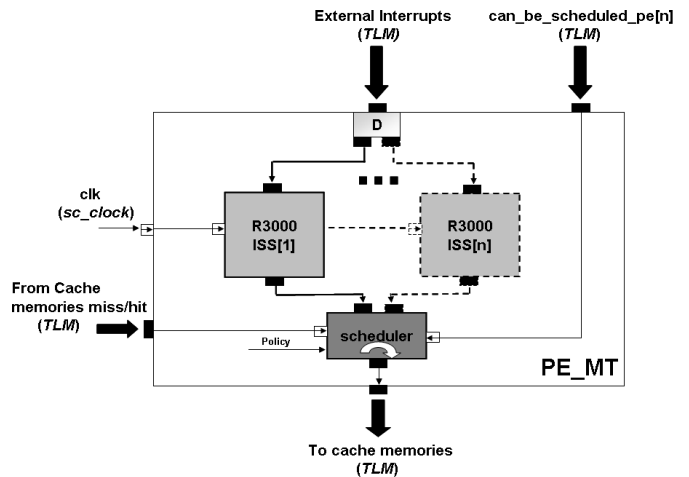 External Interrupts
(TLM)
can_be_scheduled_pe[n]
(TLM)
D
clk
(sc_clock)
R3000
ISS[1]
R3000
ISS[n]
From Cache
memories miss/hit
(TLM)
Policy
scheduler
PE_MT
To cache memories
(TLM)